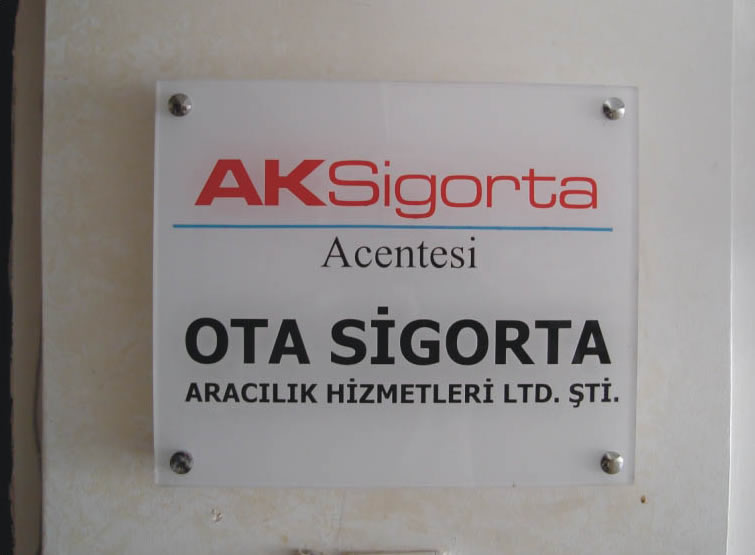 AKSigorta
Acentesi
OTA SİGORTA
ARACILIK HİZMETLERİ LTD. ŞTİ.